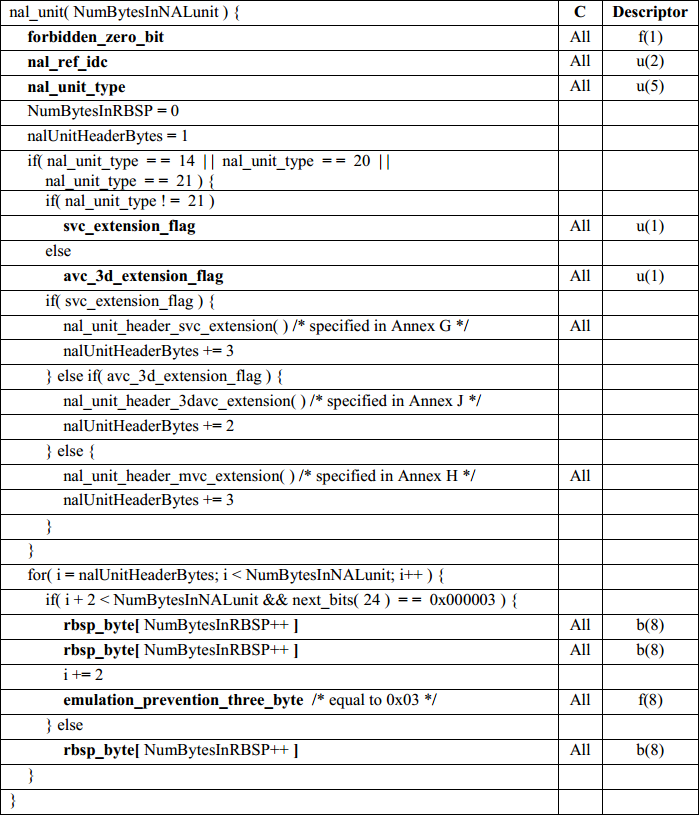 nal_unit( NumBytesInNALunit ) { C Descriptor
forbidden_zero_bit All f(1)
nal_ref_idc All u(2)
nal_unit_type All u(5)
NumBytesInRBSP = 0
nalUnitHeaderBytes = 1
if( nal_unit_type = = 14 | | nal_unit_type = = 20 | |
nal_unit_type = = 21 ) {
if( nal_unit_type ! = 21 )
svc_extension_flag All u(1)
else
avc_3d_extension_flag All u(1)
if( svc_extension_flag ) {
nal_unit_header_svc_extension( ) /* specified in Annex G */ All
nalUnitHeaderBytes += 3
} else if( avc_3d_extension_flag ) {
nal_unit_header_3davc_extension( ) /* specified in Annex J */
nalUnitHeaderBytes += 2
} else {
nal_unit_header_mvc_extension( ) /* specified in Annex H */ All
nalUnitHeaderBytes += 3
}
}
for( i = nalUnitHeaderBytes; i < NumBytesInNALunit; i++ ) {
if( i + 2 < NumBytesInNALunit && next_bits( 24 ) = = 0x000003 ) {
rbsp_byte[ NumBytesInRBSP++ ] All b(8)
rbsp_byte[ NumBytesInRBSP++ ] All b(8)
i += 2
emulation_prevention_three_byte /* equal to 0x03 */ All f(8)
} else
rbsp_byte[ NumBytesInRBSP++ ] All b(8)
}
}